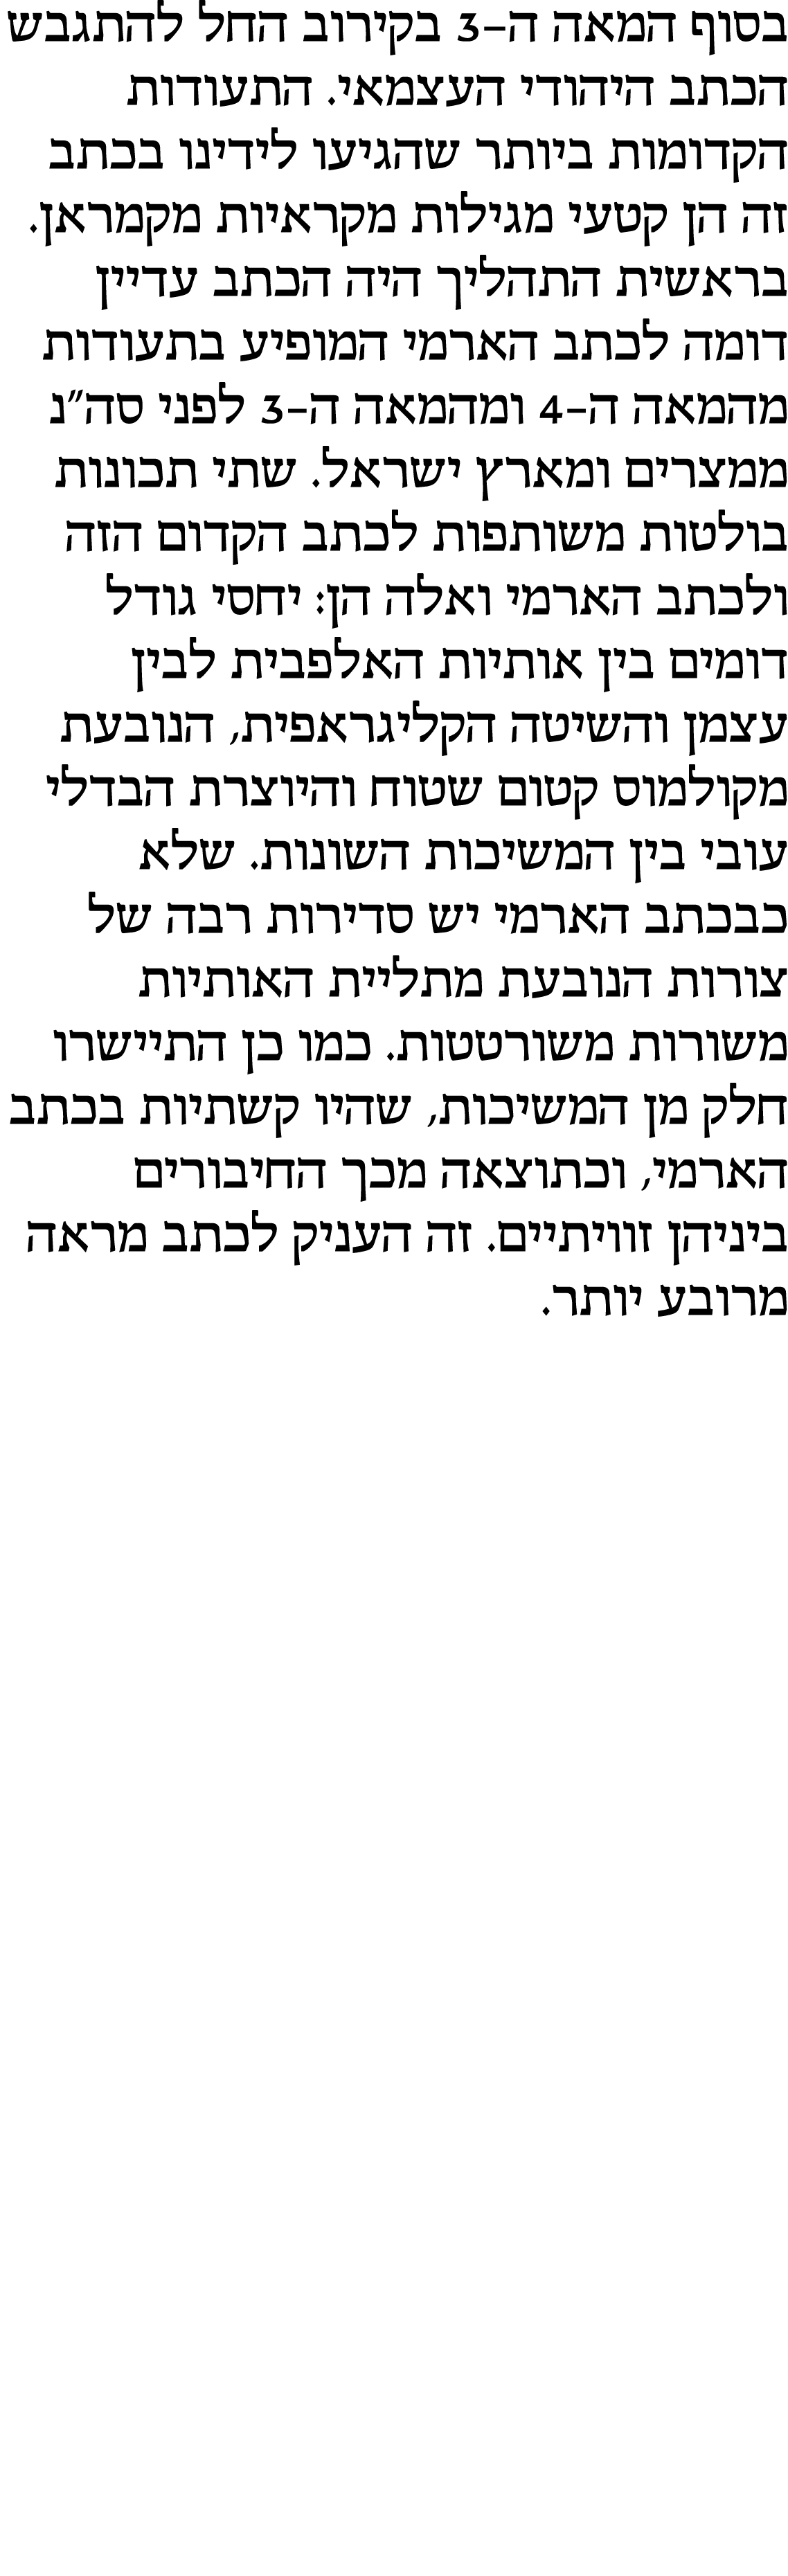 בסוף המאה ה–3 בקירוב החל להתגבש
הכתב היהודי העצמאי. התעודות
הקדומות ביותר שהגיעו לידינו בכתב
זה הן קטעי מגילות מקראיות מקמראן.
בראשית התהליך היה הכתב עדיין
דומה לכתב הארמי המופיע בתעודות
מהמאה ה–4 ומהמאה ה–3 לפני סה״נ
ממצרים ומארץ ישראל. שתי תכונות
בולטות משותפות לכתב הקדום הזה
ולכתב הארמי ואלה הן: יחסי גודל
דומים בין אותיות האלפבית לבין
עצמן והשיטה הקליגראפית, הנובעת
מקולמוס קטום שטוח והיוצרת הבדלי
עובי בין המשיכות השונות. שלא
כבכתב הארמי יש סדירות רבה של
צורות הנובעת מתליית האותיות
משורות משורטטות. כמו כן התיישרו
חלק מן המשיכות, שהיו קשתיות בכתב
הארמי, וכתוצאה מכך החיבורים
ביניהן זוויתיים. זה העניק לכתב מראה
מרובע יותר.